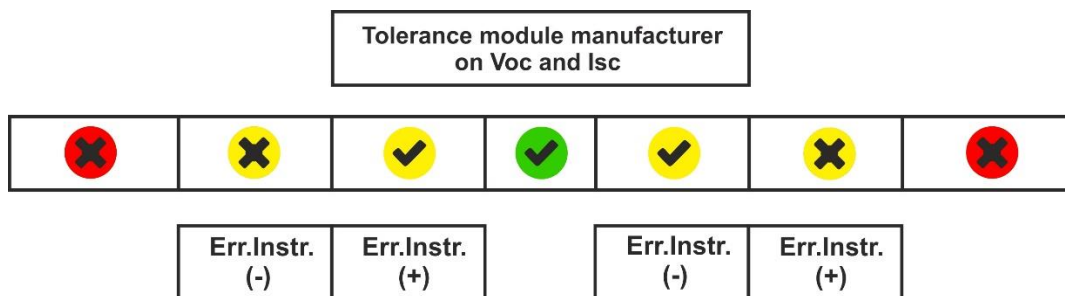 Tolerance module manufacturer
on Voc and Isc
Err.Instr.
(-)
Err.Instr.
(+)
Err.Instr.
(-)
Err.Instr.
(+)